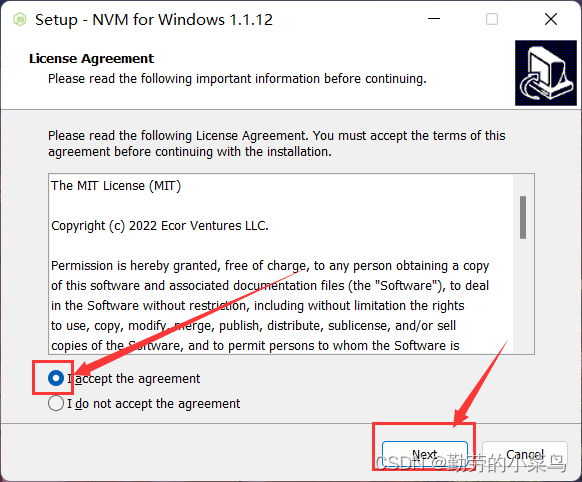 Setup - NVM for Windows 1.1.12
License Agreement
Please read the following important information before continuing.
Please read the following License Agreement. You must accept the terms of this
agreement before continuing with the installation.
The MIT License (MIT)
Copyright (c) 2022 Ecor Ventures LLC.
Permission is hereby granted, free of charge, to any person obtaining a copy
of this software and associated documentation files (the "Software"), to deal
in the Software without restriction, including without limitation the rights
to use, copy, modify, merge, publish, distribute, sublicense, and/or sell
copies of the Software, and to permit persons to whom the Software is
I accept the agreement
I do not accept the agreement
Next
Cancel
CSDN @勤劳的小菜鸟